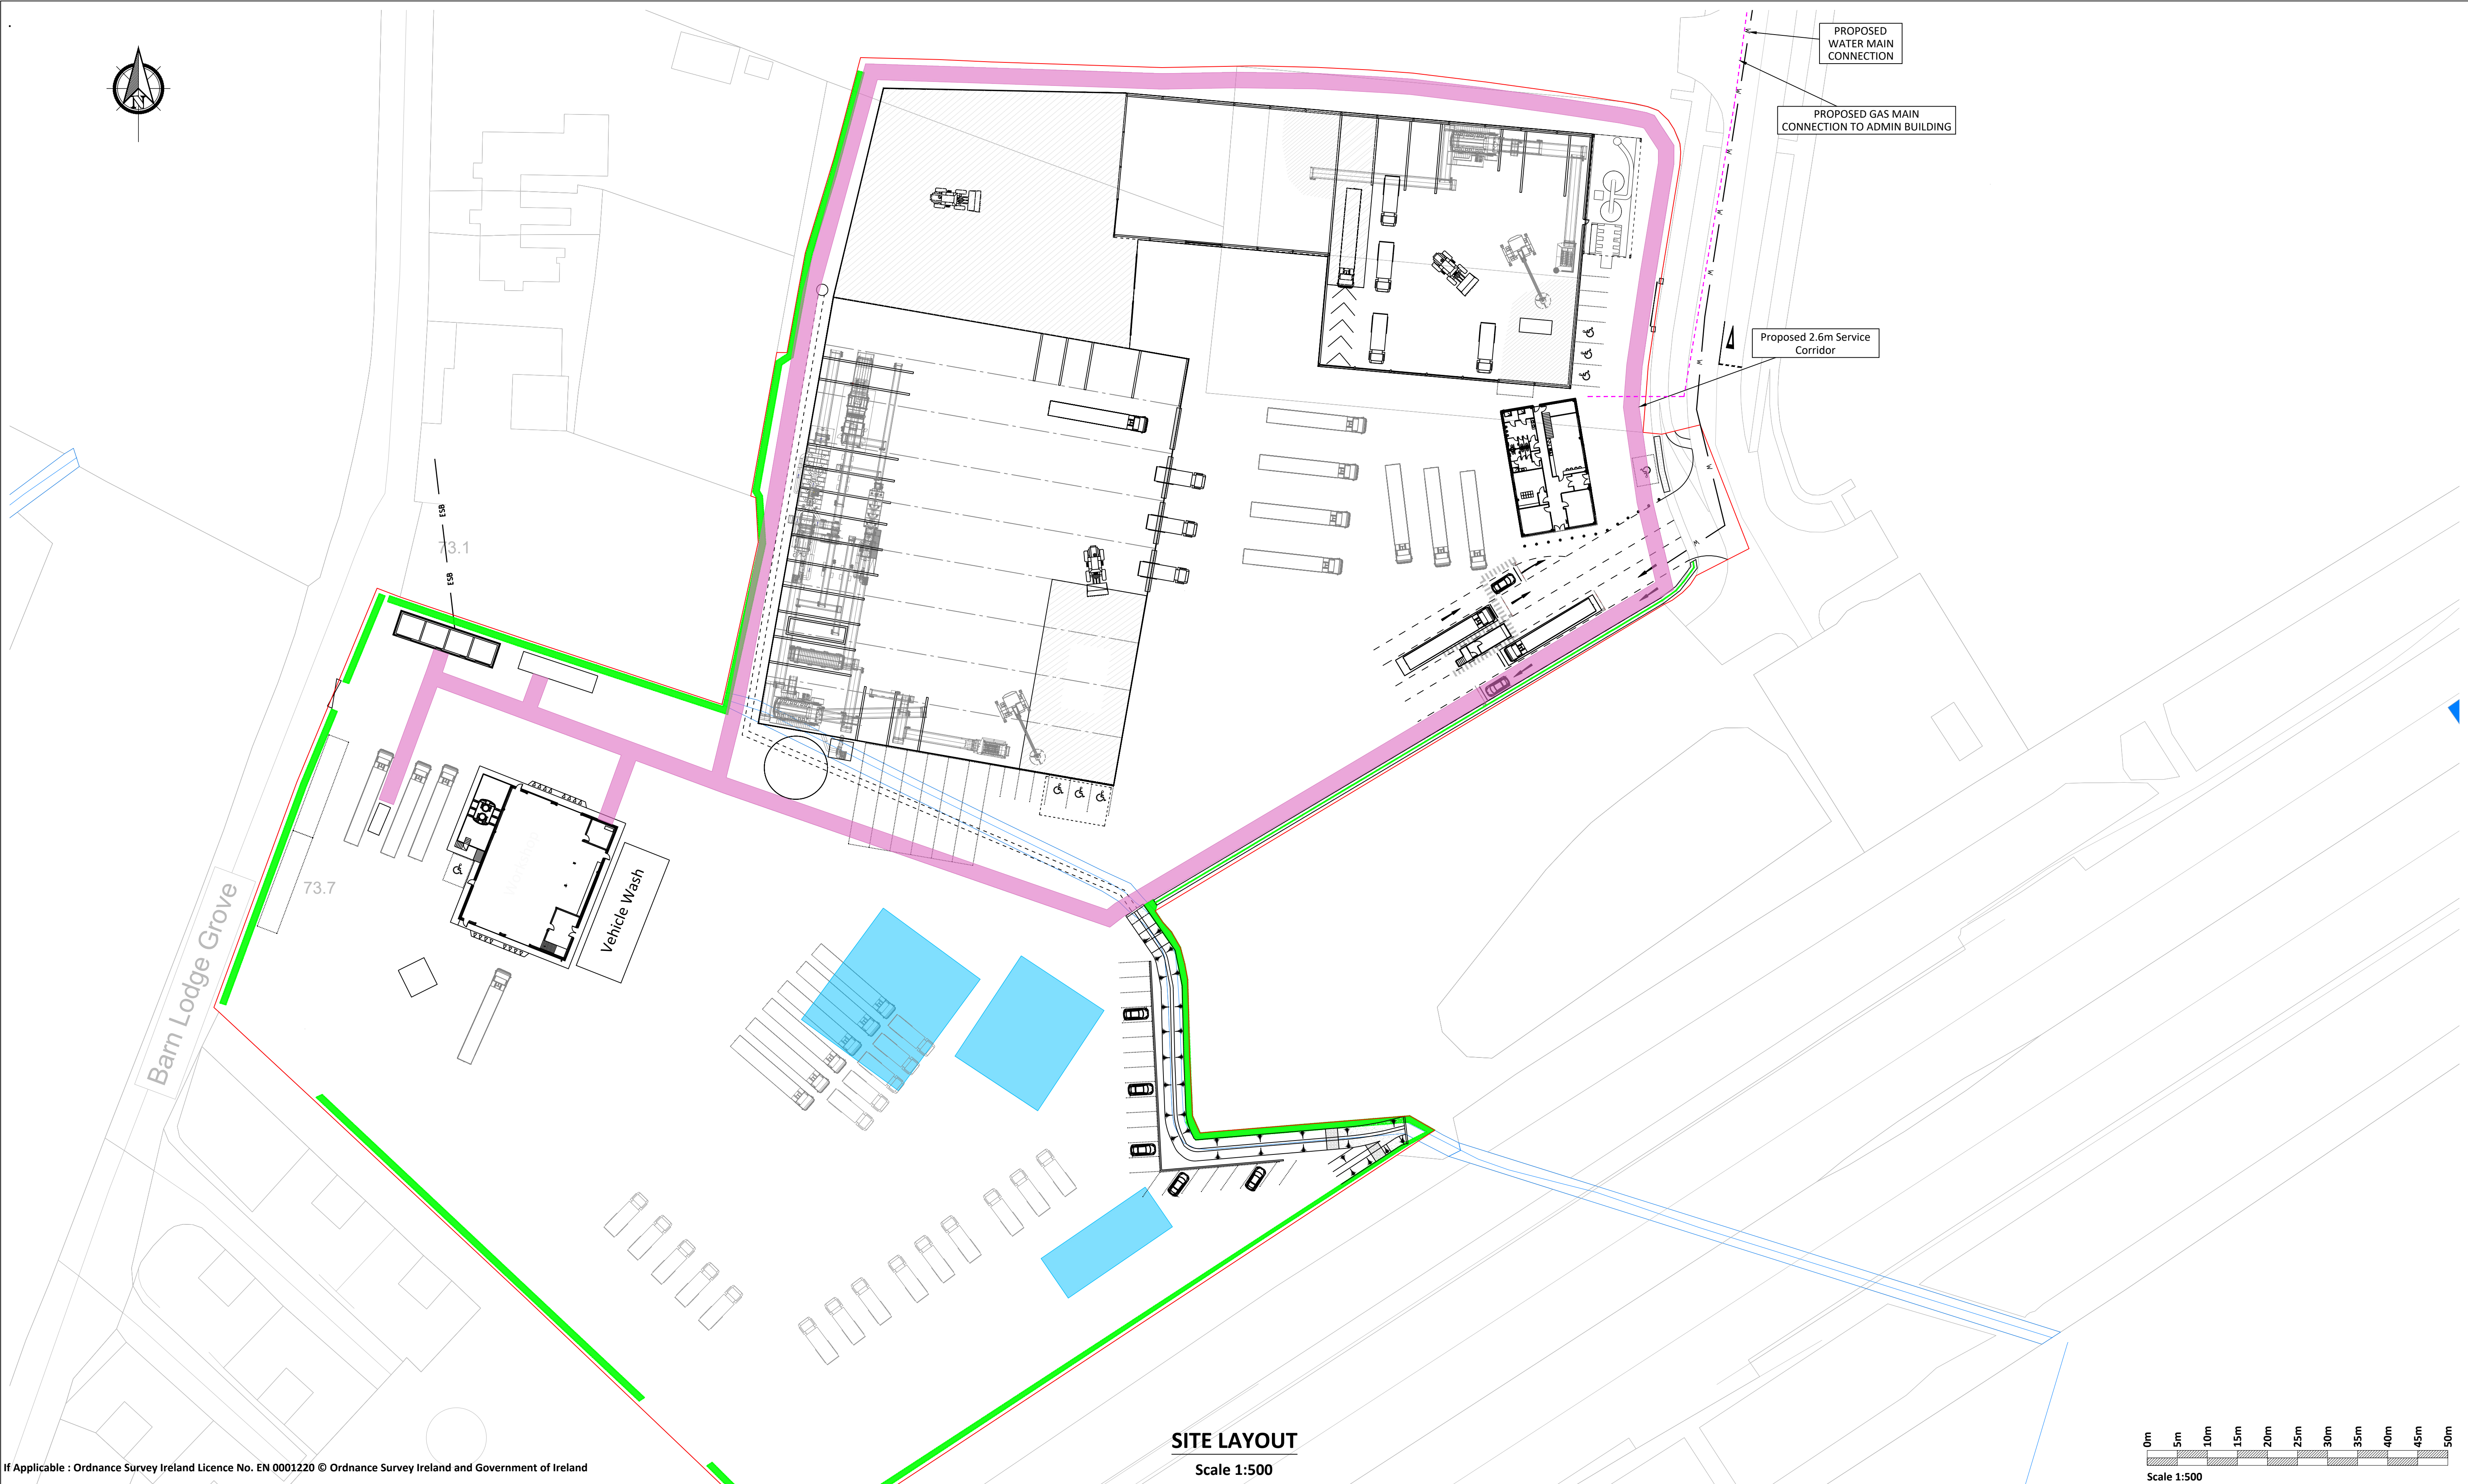 N
PROPOSED
WATER MAIN
CONNECTION
PROPOSED GAS MAIN
CONNECTION TO ADMIN BUILDING
Proposed 2.6m Service
Corridor
W
W
W
W
W
W
W
W
W
W
ESB
ESB
73.1
73.7
Barn Lodge Grove
Vehicle Wash
SITE LAYOUT
Scale 1:500
If Applicable : Ordnance Survey Ireland Licence No. EN 0001220 © Ordnance Survey Ireland and Government of Ireland
0m
5m
10m
15m
20m
25m
30m
35m
40m
45m
50m
Scale 1:500